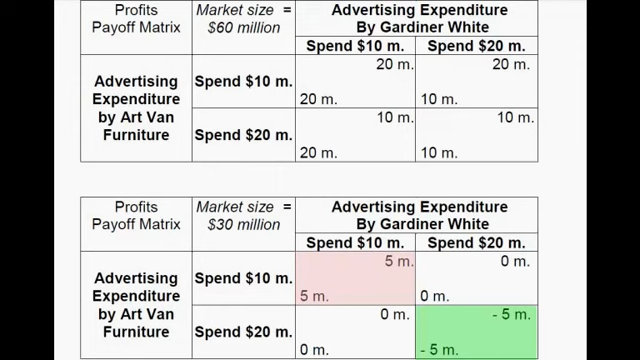 Profits Payoff Matrix
Market size = $60 million
Advertising Expenditure By Gardiner White
Spend $10 m.
Spend $20 m.
Advertising Expenditure by Art Van Furniture
Spend $10 m.
20 m.
20 m.
20 m.
10 m.
Spend $20 m.
10 m.
10 m.
20 m.
10 m.
Profits Payoff Matrix
Market size = $30 million
Advertising Expenditure By Gardiner White
Spend $10 m.
Spend $20 m.
Advertising Expenditure by Art Van Furniture
Spend $10 m.
5 m.
0 m.
5 m.
0 m.
Spend $20 m.
0 m.
- 5 m.
0 m.
- 5 m.